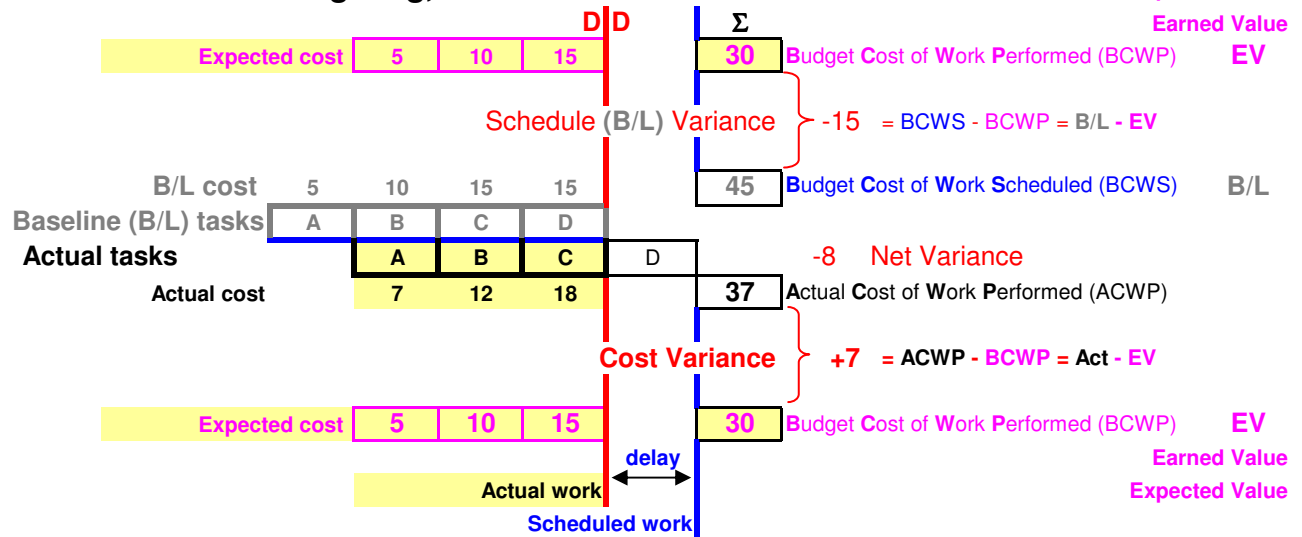 D D Σ Earned Value
Expected cost 5 10 15 30 Budget Cost of Work Performed (BCWP) EV
Schedule (B/L) Variance -15 = BCWS - BCWP = B/L - EV
B/L cost 5 10 15 15 45 Budget Cost of Work Scheduled (BCWS) B/L
Baseline (B/L) tasks A B C D
Actual tasks A B C D -8 Net Variance
Actual cost 7 12 18 37 Actual Cost of Work Performed (ACWP)
Cost Variance +7 = ACWP - BCWP = Act - EV
Expected cost 5 10 15 30 Budget Cost of Work Performed (BCWP) EV
delay Earned Value
Actual work Expected Value
Scheduled work